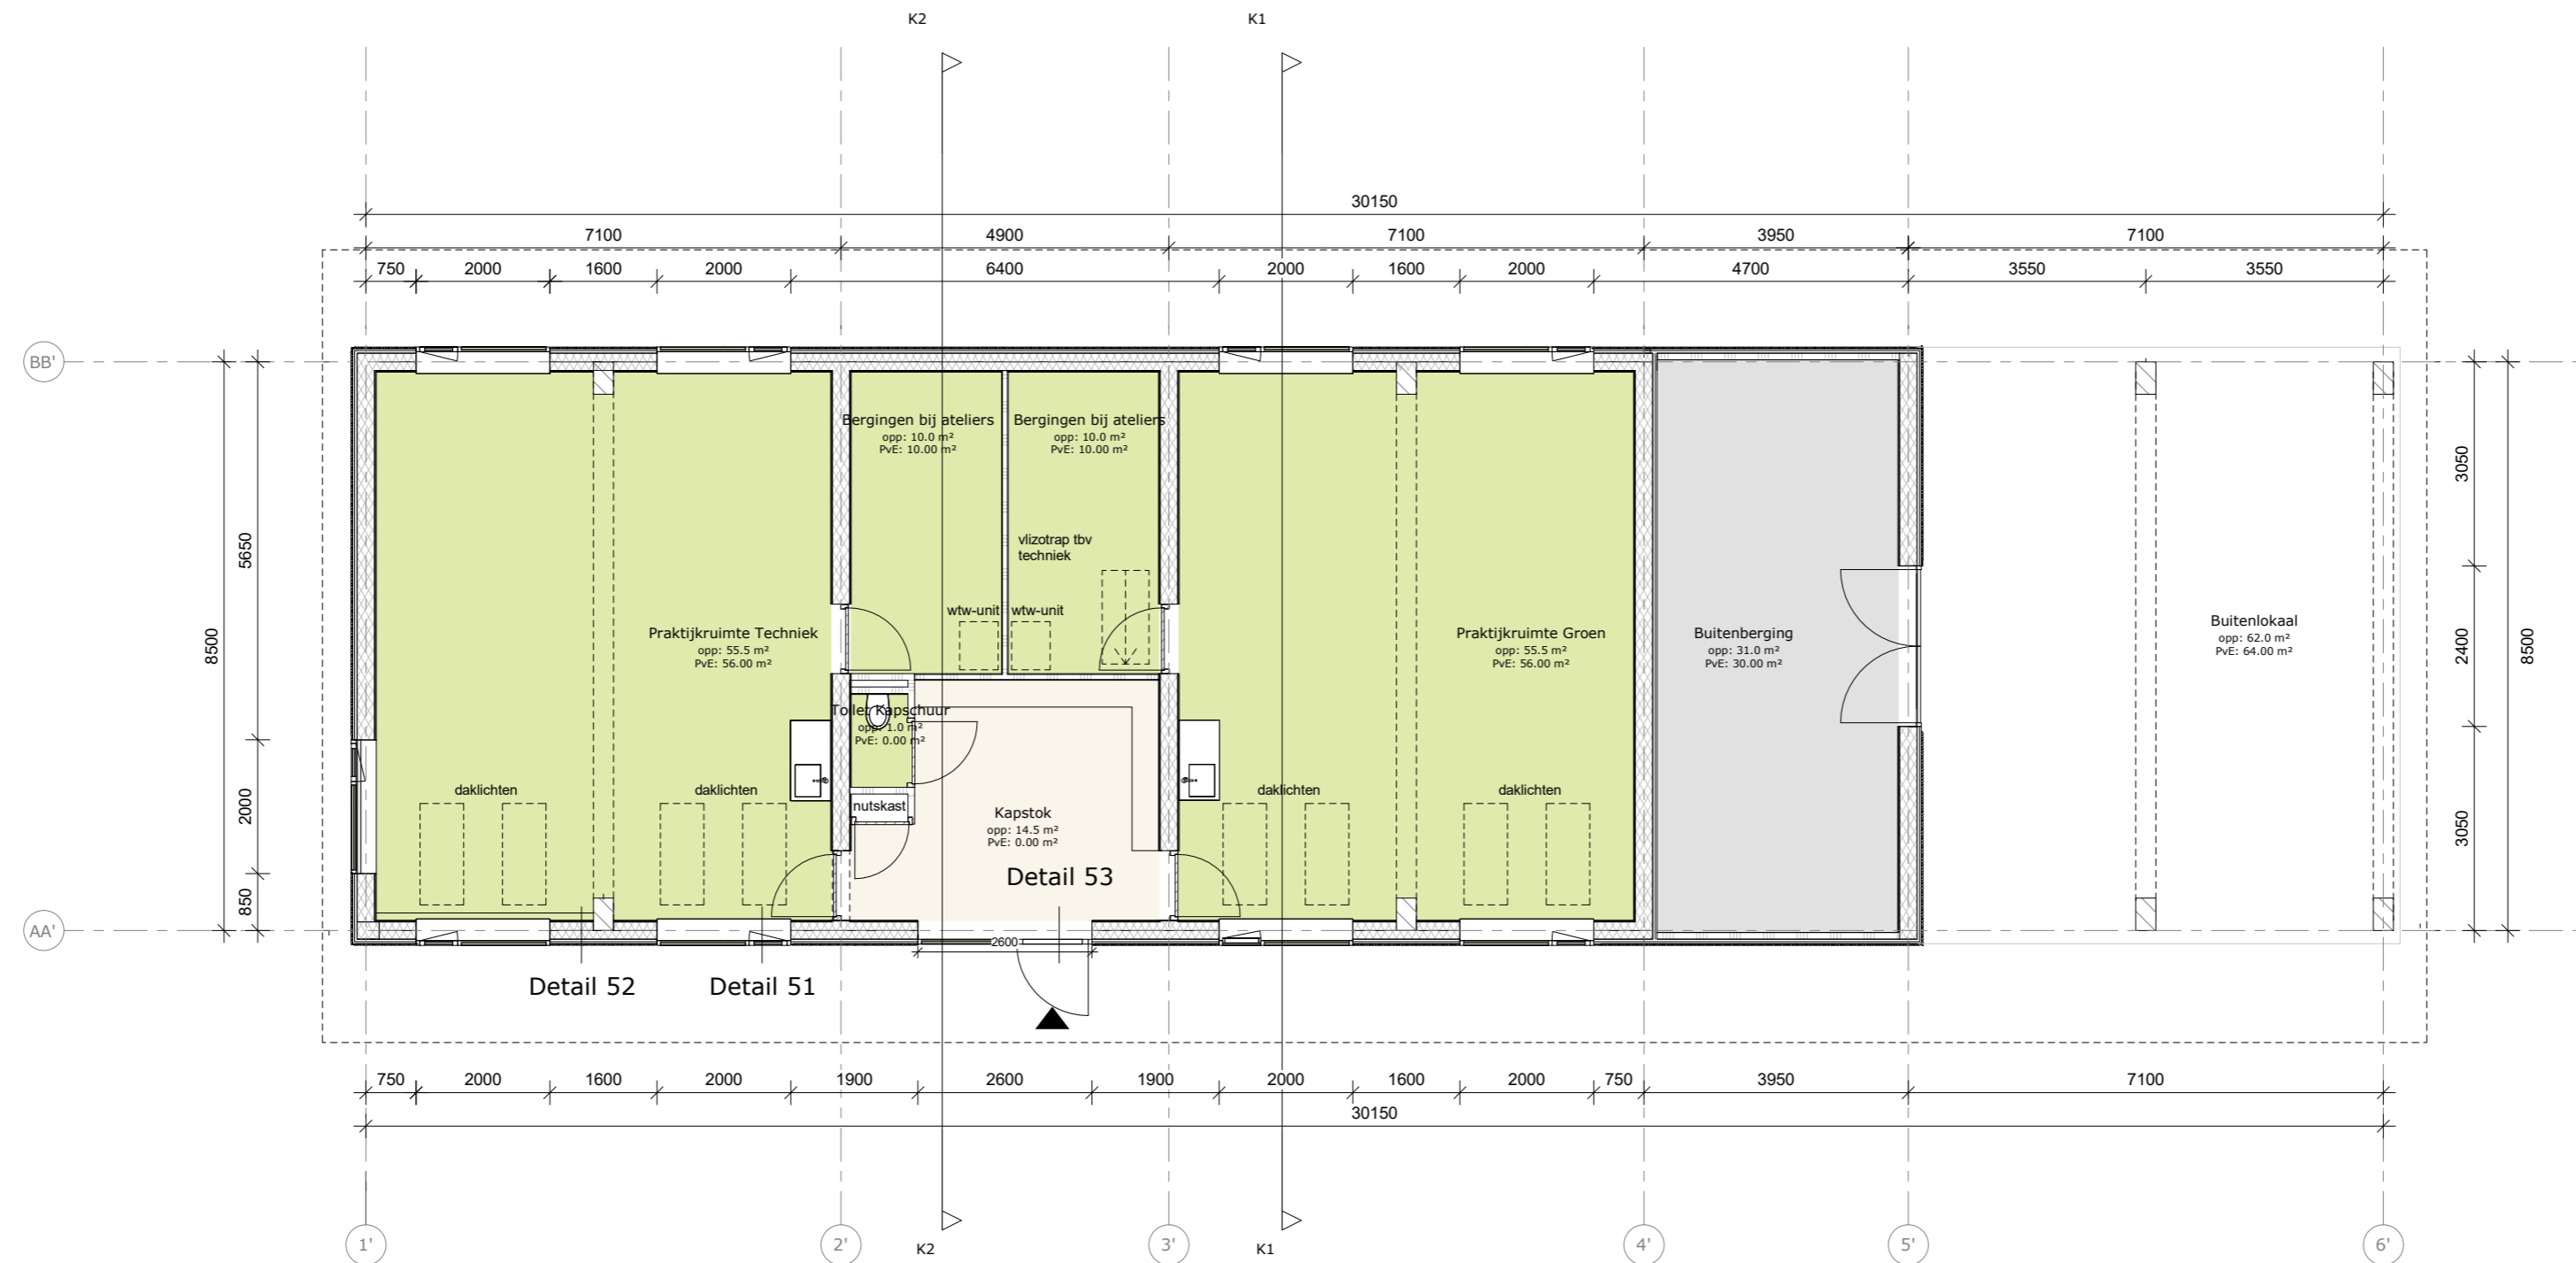 K2 K1
30150
7100 4900 7100 3950 7100
750 2000 1600 2000 6400 2000 1600 2000 4700 3550 3550
BB'
Bergingen bij ateliers
opp: 10.0 m²
PvE: 10.00 m²
Bergingen bij ateliers
opp: 10.0 m²
PvE: 10.00 m²
vlizotrap tbv
techniek
wtw-unit wtw-unit
Praktijkruimte Techniek
opp: 55.5 m²
PvE: 56.00 m²
Praktijkruimte Groen
opp: 55.5 m²
PvE: 56.00 m²
Buitenberging
opp: 31.0 m²
PvE: 30.00 m²
Buitenlokaal
opp: 62.0 m²
PvE: 64.00 m²
8500
5650
2000
850
3050
2400
3050
8500
Toilet Kapschuur
opp: 1.0 m²
PvE: 0.00 m²
nutskast
Kapstok
opp: 14.5 m²
PvE: 0.00 m²
daklichten daklichten daklichten daklichten
Detail 53
AA'
2600
Detail 52 Detail 51
750 2000 1600 2000 1900 2600 1900 2000 1600 2000 750 3950 7100
30150
K2 K1
1' 2' 3' 4' 5' 6'